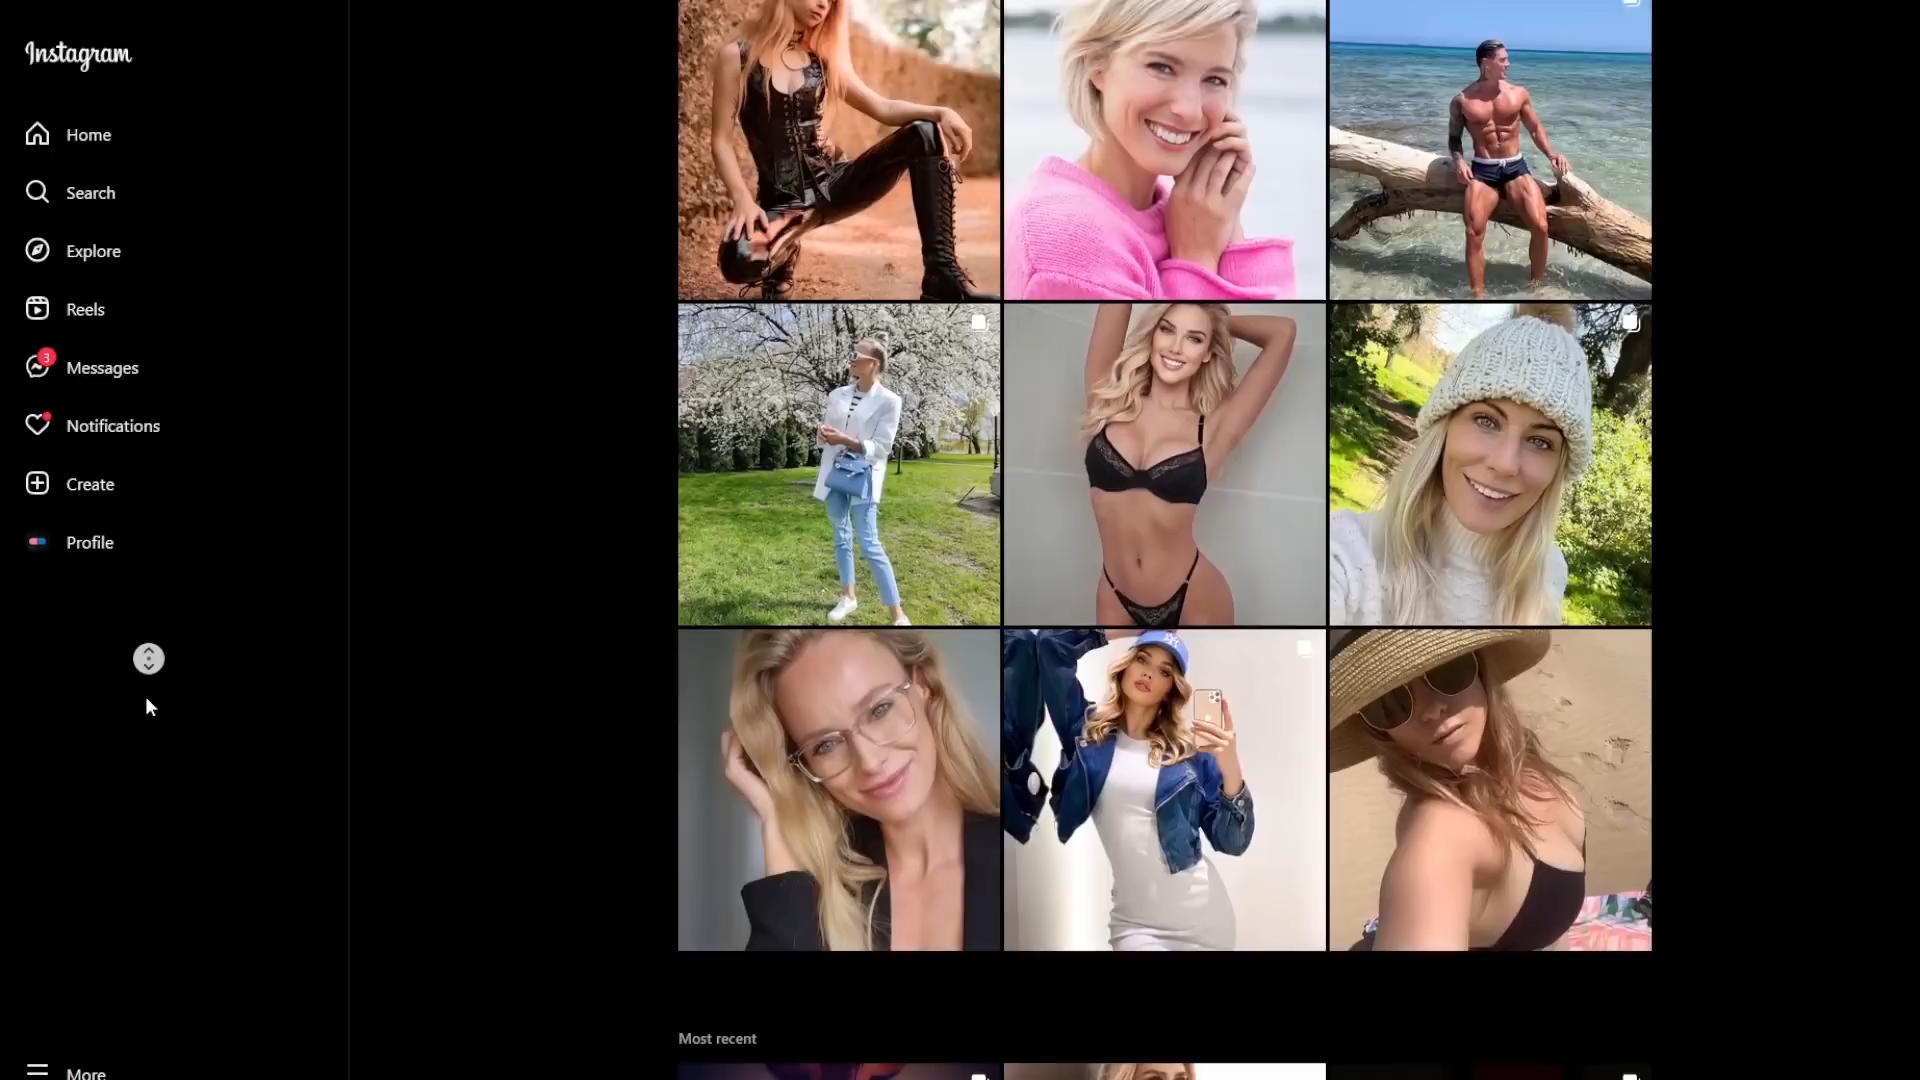 Instagram
Home
Search
Explore
Reels
3
Messages
Notifications
Create
Profile
Most recent
More